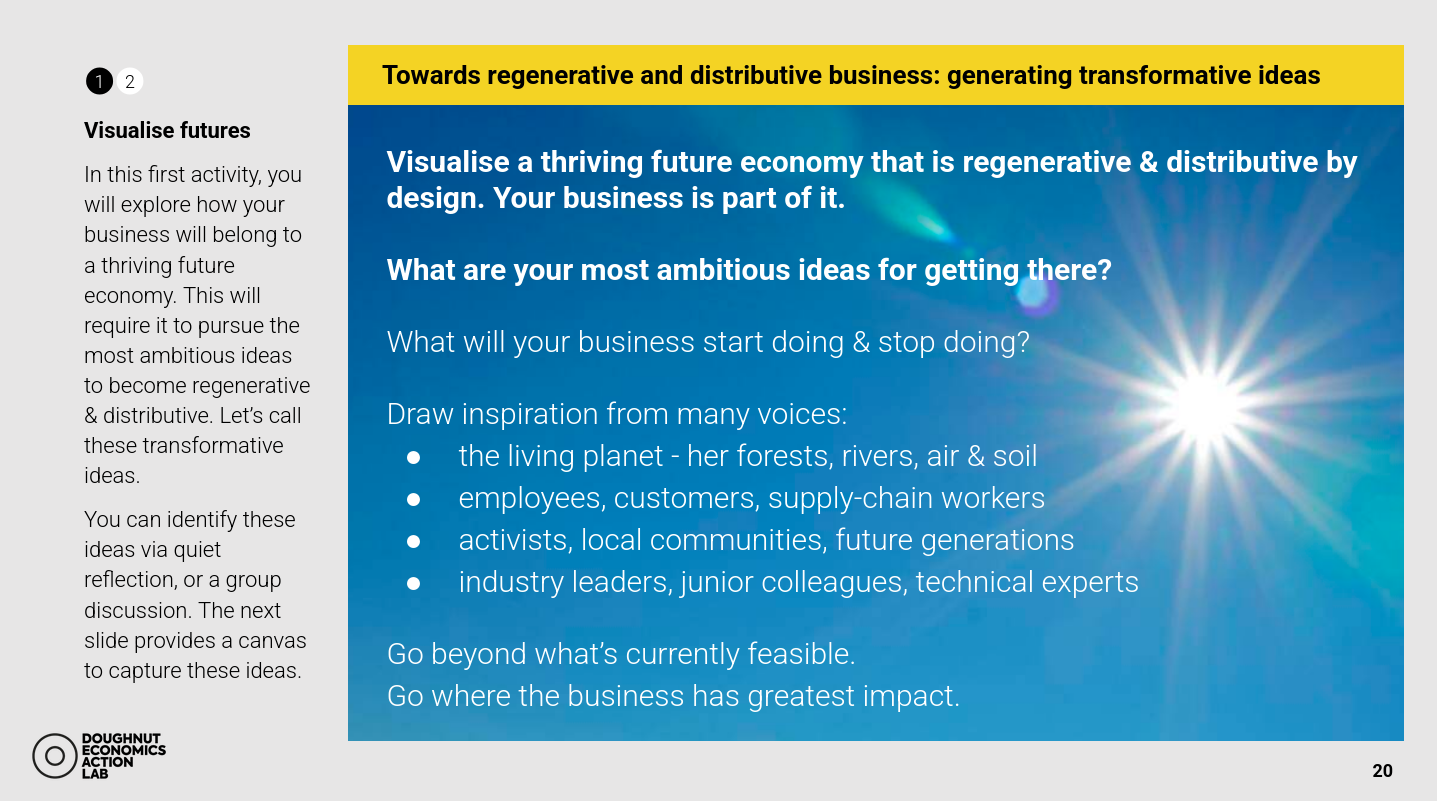 1 2
Visualise futures
In this first activity, you
will explore how your
business will belong to
a thriving future
economy. This will
require it to pursue the
most ambitious ideas
to become regenerative
& distributive. Let’s call
these transformative
ideas.
You can identify these
ideas via quiet
reflection, or a group
discussion. The next
slide provides a canvas
to capture these ideas.
DOUGHNUT
ECONOMICS
ACTION
LAB
Towards regenerative and distributive business: generating transformative ideas
Visualise a thriving future economy that is regenerative & distributive by
design. Your business is part of it.
What are your most ambitious ideas for getting there?
What will your business start doing & stop doing?
Draw inspiration from many voices:
● the living planet - her forests, rivers, air & soil
● employees, customers, supply-chain workers
● activists, local communities, future generations
● industry leaders, junior colleagues, technical experts
Go beyond what’s currently feasible.
Go where the business has greatest impact.
20